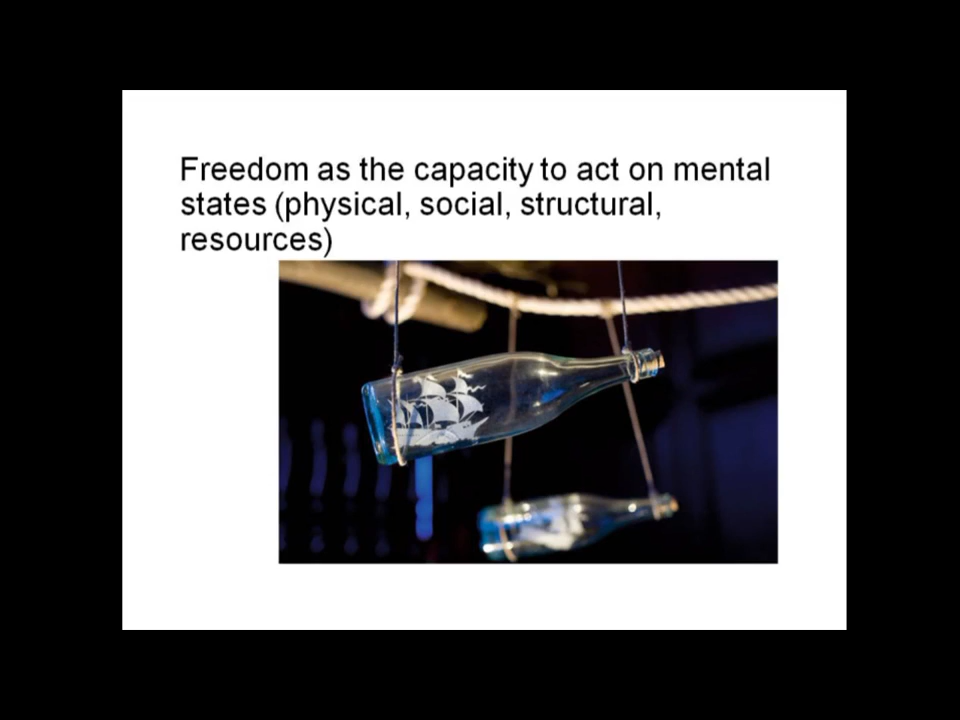 Freedom as the capacity to act on mental
states (physical, social, structural,
resources)